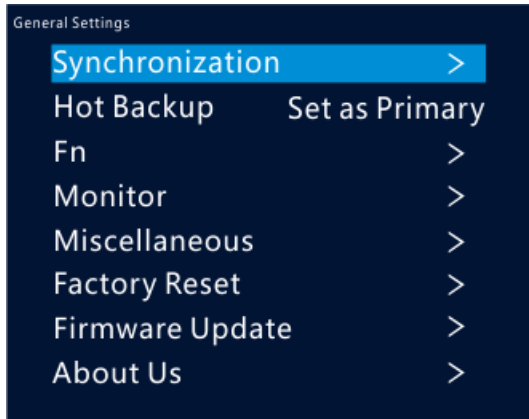 General Settings
Synchronization >
Hot Backup Set as Primary
Fn >
Monitor >
Miscellaneous >
Factory Reset >
Firmware Update >
About Us >